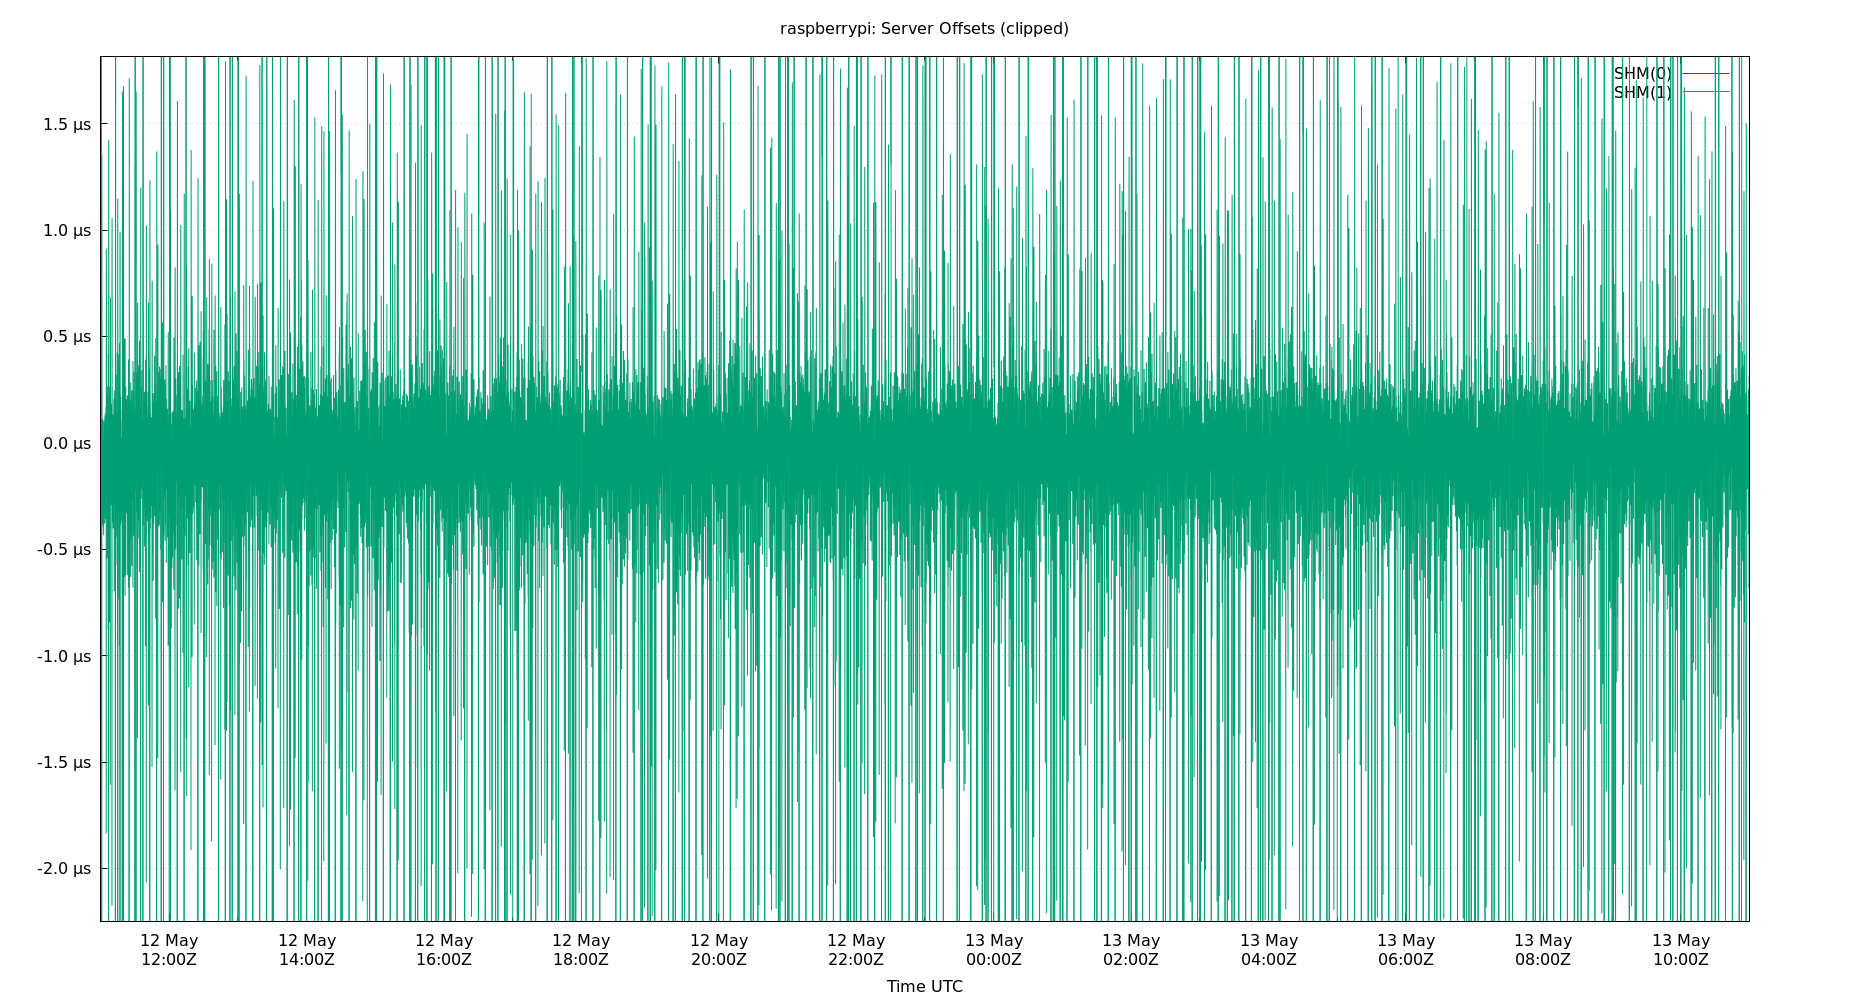 raspberrypi: Server Offsets (clipped)
SHM(0)
SHM(1)
1.5 µs
1.0 µs
0.5 µs
0.0 µs
-0.5 µs
-1.0 µs
-1.5 µs
-2.0 µs
12 May 12 May 12 May 12 May 12 May 12 May 13 May 13 May 13 May 13 May 13 May 13 May
12:00Z 14:00Z 16:00Z 18:00Z 20:00Z 22:00Z 00:00Z 02:00Z 04:00Z 06:00Z 08:00Z 10:00Z
Time UTC